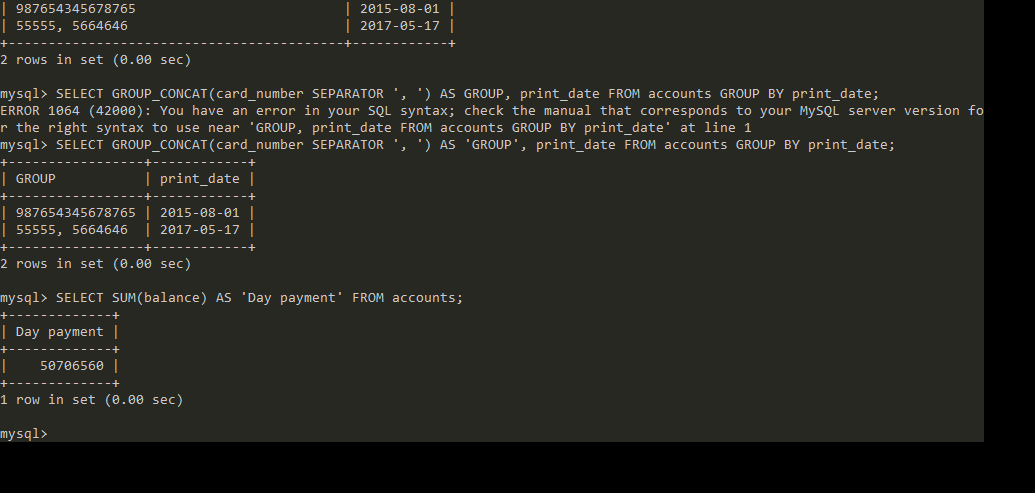 | 987654345678765                          | 2015-08-01 |
| 55555, 5664646                           | 2017-05-17 |
+------------------------------------------+------------+
2 rows in set (0.00 sec)
mysql> SELECT GROUP_CONCAT(card_number SEPARATOR ', ') AS GROUP, print_date FROM accounts GROUP BY print_date;
ERROR 1064 (42000): You have an error in your SQL syntax; check the manual that corresponds to your MySQL server version fo
r the right syntax to use near 'GROUP, print_date FROM accounts GROUP BY print_date' at line 1
mysql> SELECT GROUP_CONCAT(card_number SEPARATOR ', ') AS 'GROUP', print_date FROM accounts GROUP BY print_date;
+-----------------+------------+
| GROUP           | print_date |
+-----------------+------------+
| 987654345678765 | 2015-08-01 |
| 55555, 5664646  | 2017-05-17 |
+-----------------+------------+
2 rows in set (0.00 sec)
mysql> SELECT SUM(balance) AS 'Day payment' FROM accounts;
+-------------+
| Day payment |
+-------------+
|    50706560 |
+-------------+
1 row in set (0.00 sec)
mysql>